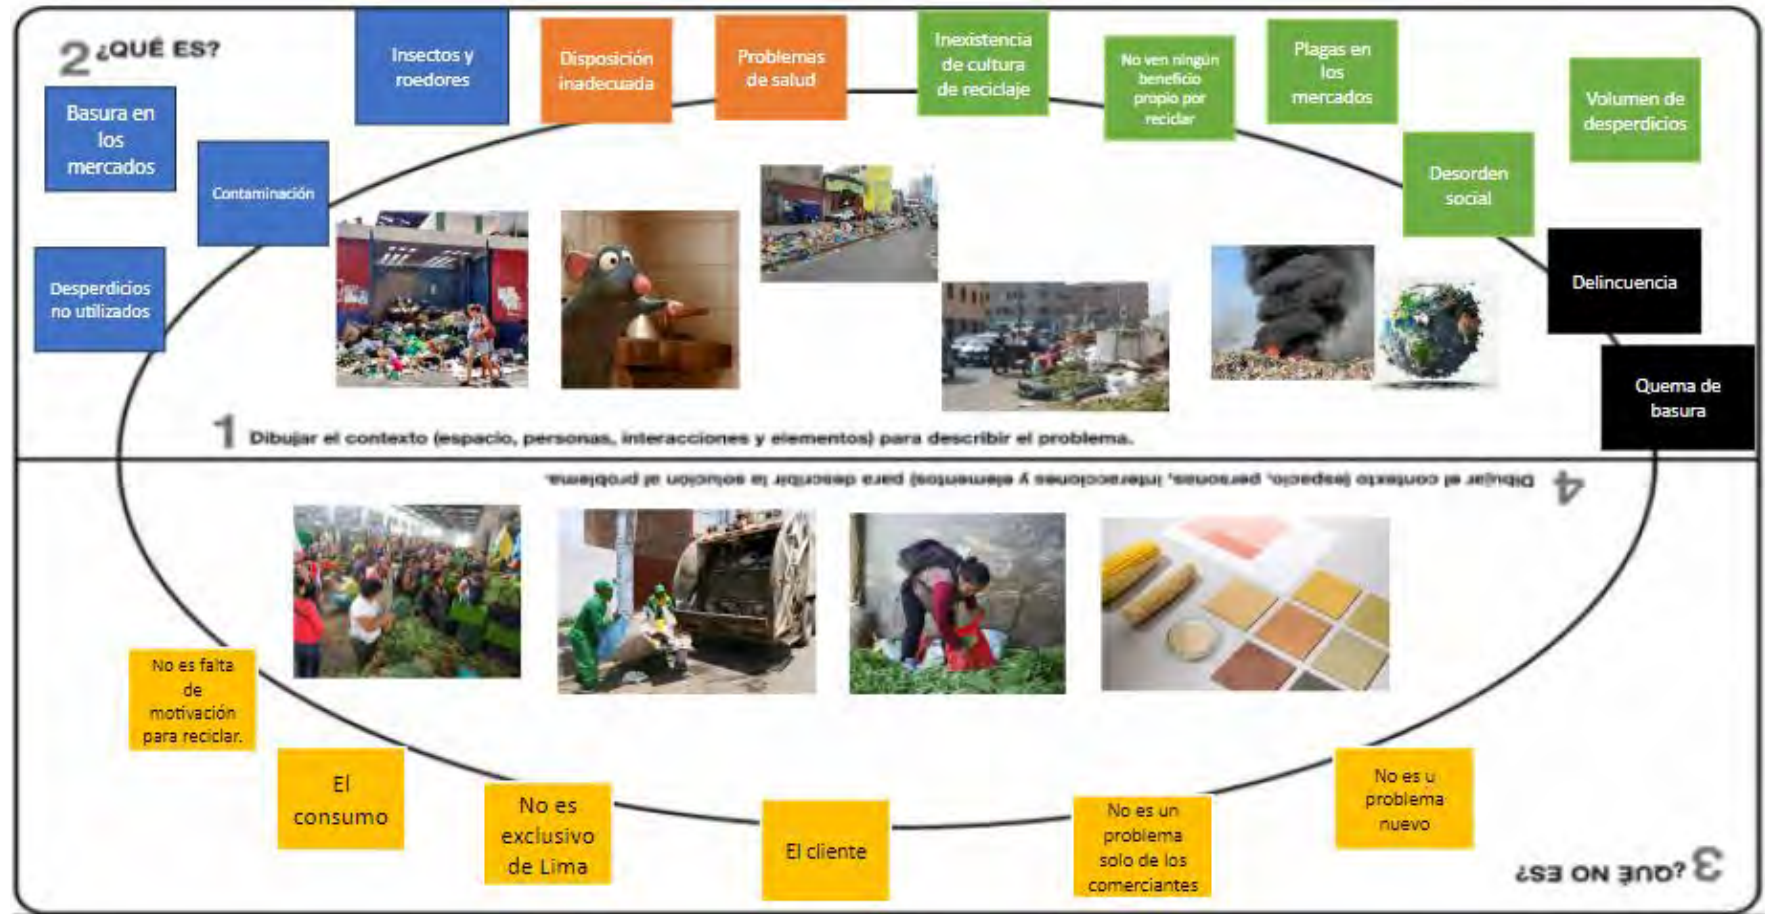 2 ¿QUÉ ES?
Basura en
los
mercados
Desperdicios
no utilizados
Contaminación
Insectos y
roedores
Disposición
inadecuada
Problemas
de salud
Inexistencia
de cultura
de reciclaje
No ven ningún
beneficio
propio por
reciclar
Plagas en
los
mercados
Volumen de
desperdicios
Desorden
social
Delincuencia
Quema de
basura
1 Dibujar el contexto (espacio, personas, interacciones y elementos) para describir el problema.
4 Dibujar el contexto (espacio, personas, interacciones y elementos) para describir la solución al problema.
No es falta
de
motivación
para reciclar.
El
consumo
No es
exclusivo
de Lima
El cliente
No es un
problema
solo de los
comerciantes
No es u
problema
nuevo
3 ¿QUÉ NO ES?